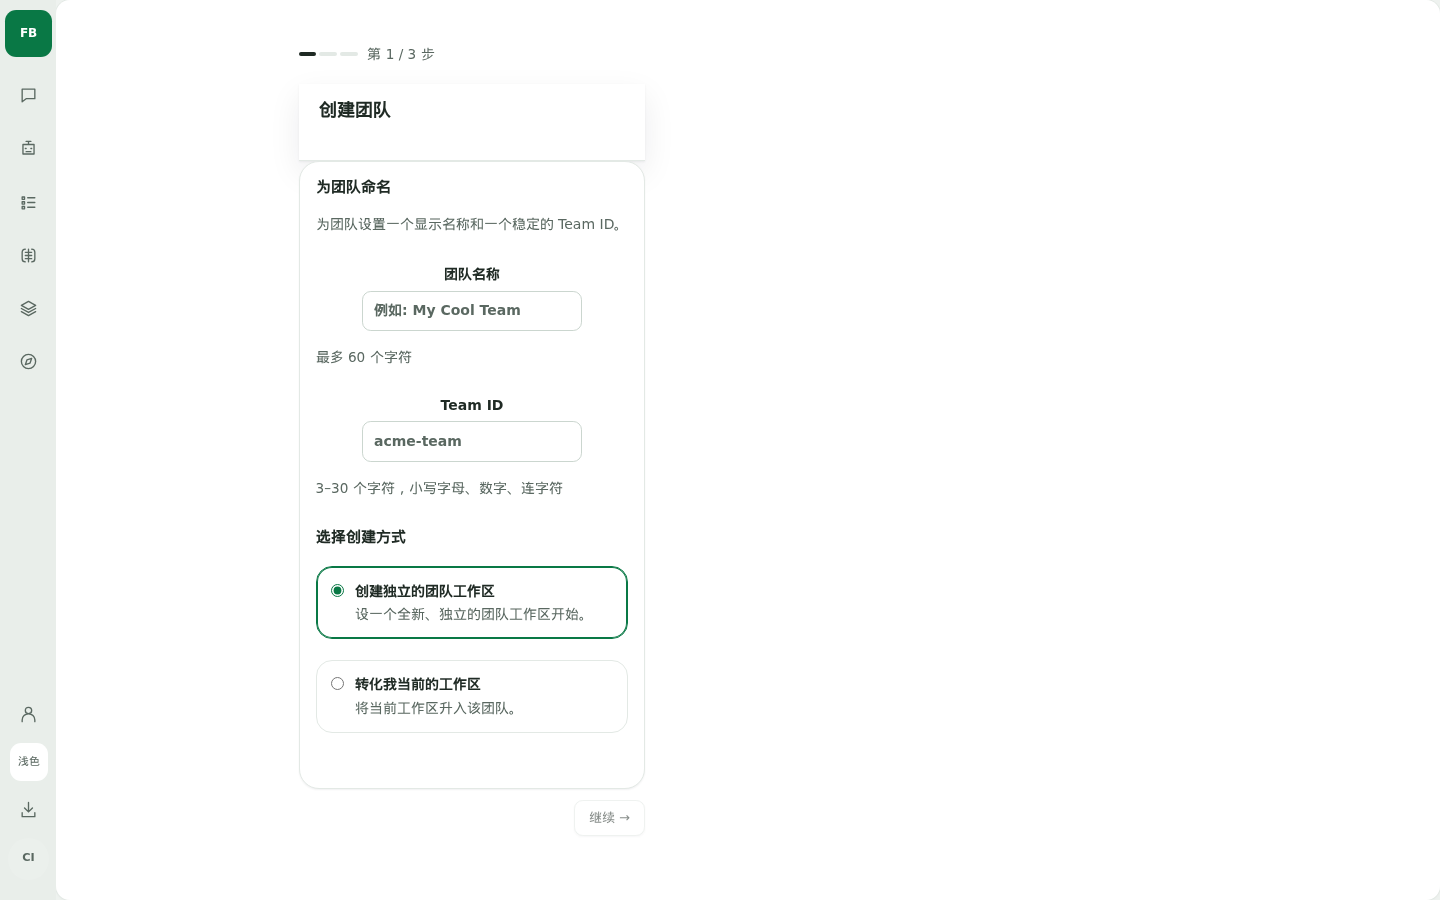 FB
第 1 / 3 步
创建团队
为团队命名
为团队设置一个显示名称和一个稳定的 Team ID。
团队名称
例如: My Cool Team
最多 60 个字符
Team ID
acme-team
3–30 个字符，小写字母、数字、连字符
选择创建方式
创建独立的团队工作区
设一个全新、独立的团队工作区开始。
转化我当前的工作区
将当前工作区升入该团队。
浅色
继续 →
CI